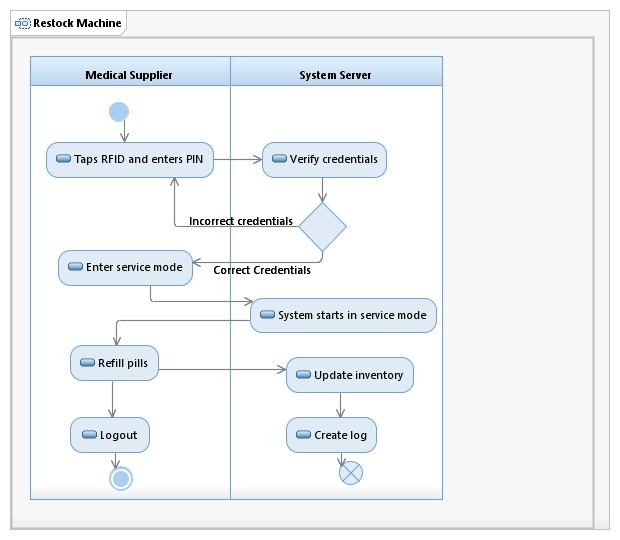 Restock Machine
Medical Supplier
System Server
Taps RFID and enters PIN
Verify credentials
Incorrect credentials
Enter service mode
Correct Credentials
System starts in service mode
Refill pills
Update inventory
Logout
Create log